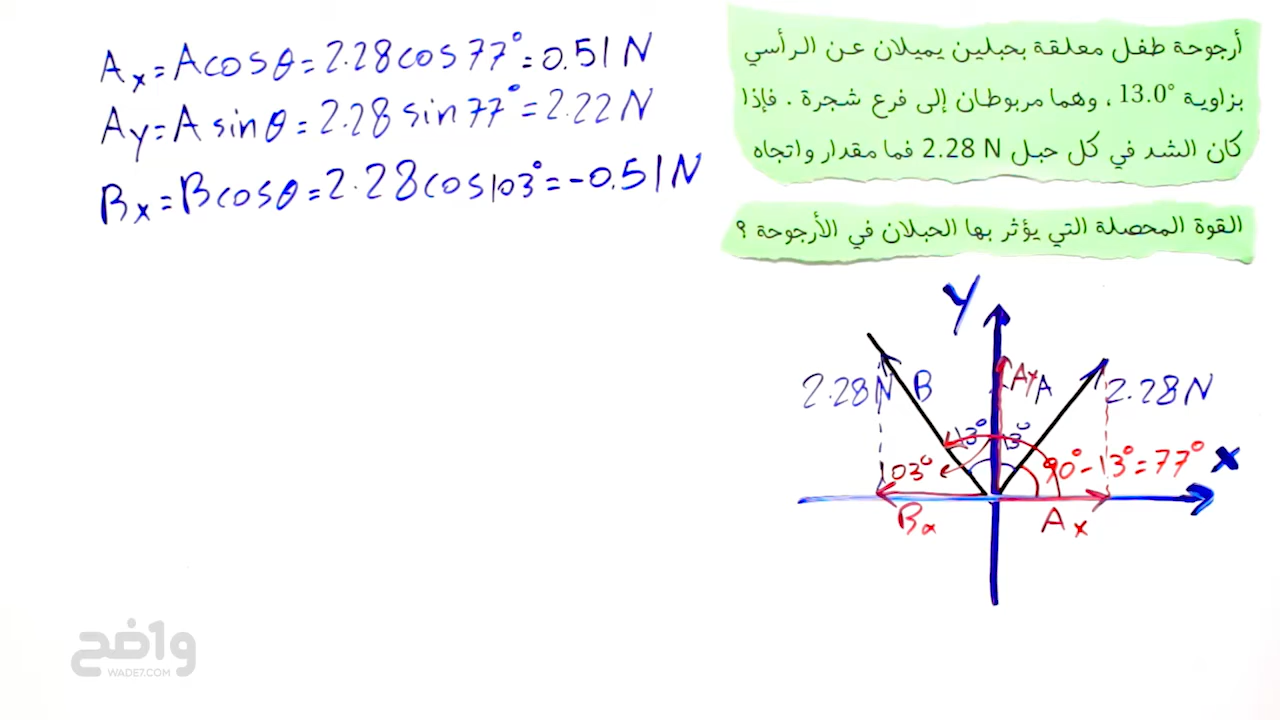 Ax = A cos θ = 2.28 cos 77° = 0.51 N
Ay = A sin θ = 2.28 sin 77° = 2.22 N
Bx = B cos θ = 2.28 cos 103° = -0.51 N
أرجوحة طفل معلقة بحبلين يميلان عن الرأسي
بزاوية 13.0° ، وهما مربوطان إلى فرع شجرة . فإذا
كان الشد في كل حبل 2.28 N فما مقدار واتجاه
القوة المحصلة التي يؤثر بها الحبلان في الأرجوحة ؟
Y
2.28 N B Ay A 2.28 N
13° 13°
103° 90° - 13° = 77° X
Bx Ax
واضح
WADE7.COM